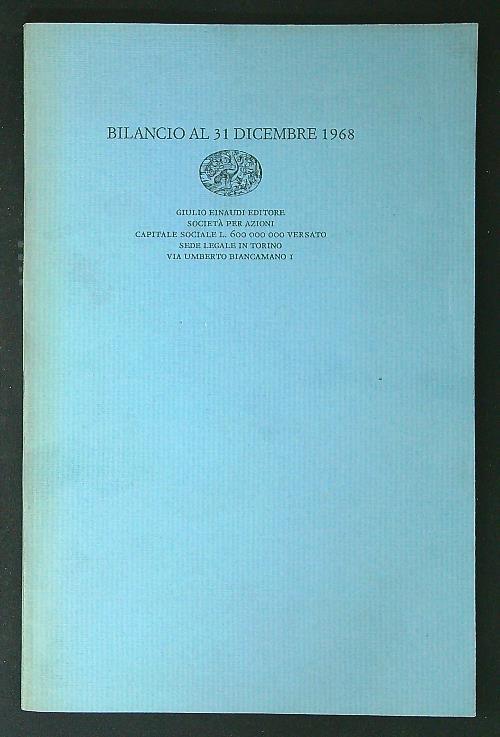 BILANCIO AL 31 DICEMBRE 1968
GIULIO EINAUDI EDITORE
SOCIETÀ PER AZIONI
CAPITALE SOCIALE L. 600 000 000 VERSATO
SEDE LEGALE IN TORINO
VIA UMBERTO BIANCAMANO 1